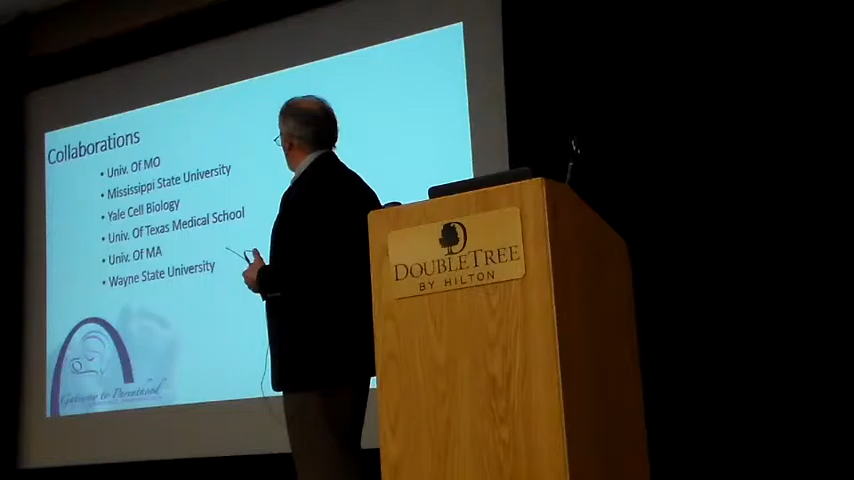 Collaborations
• Univ. Of MO
• Mississippi State University
• Yale Cell Biology
• Univ. Of Texas Medical School
• Univ. Of MA
• Wayne State University
Gateway to Parenthood
D
DOUBLETREE
BY HILTON